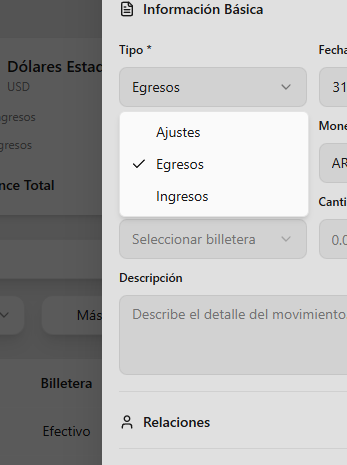 Información Básica
Dólares Estad
USD
gresos
gresos
nce Total
Tipo *
Fecha
Egresos
31
Ajustes
Egresos
Ingresos
Mone
AR
Seleccionar billetera
Canti
0.0
Descripción
Describe el detalle del movimiento
Más
Billetera
Efectivo
Relaciones